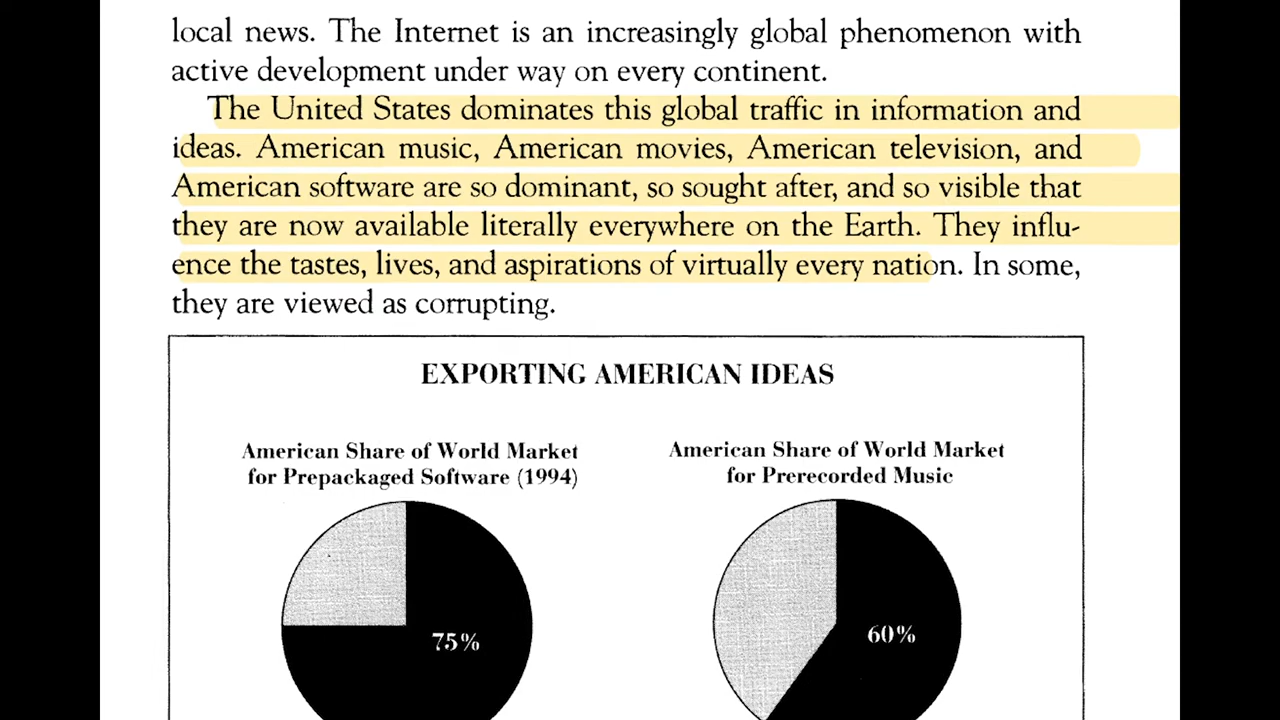 local news. The Internet is an increasingly global phenomenon with
active development under way on every continent.
The United States dominates this global traffic in information and
ideas. American music, American movies, American television, and
American software are so dominant, so sought after, and so visible that
they are now available literally everywhere on the Earth. They influ-
ence the tastes, lives, and aspirations of virtually every nation. In some,
they are viewed as corrupting.
EXPORTING AMERICAN IDEAS
American Share of World Market
for Prepackaged Software (1994)
American Share of World Market
for Prerecorded Music
75%
60%